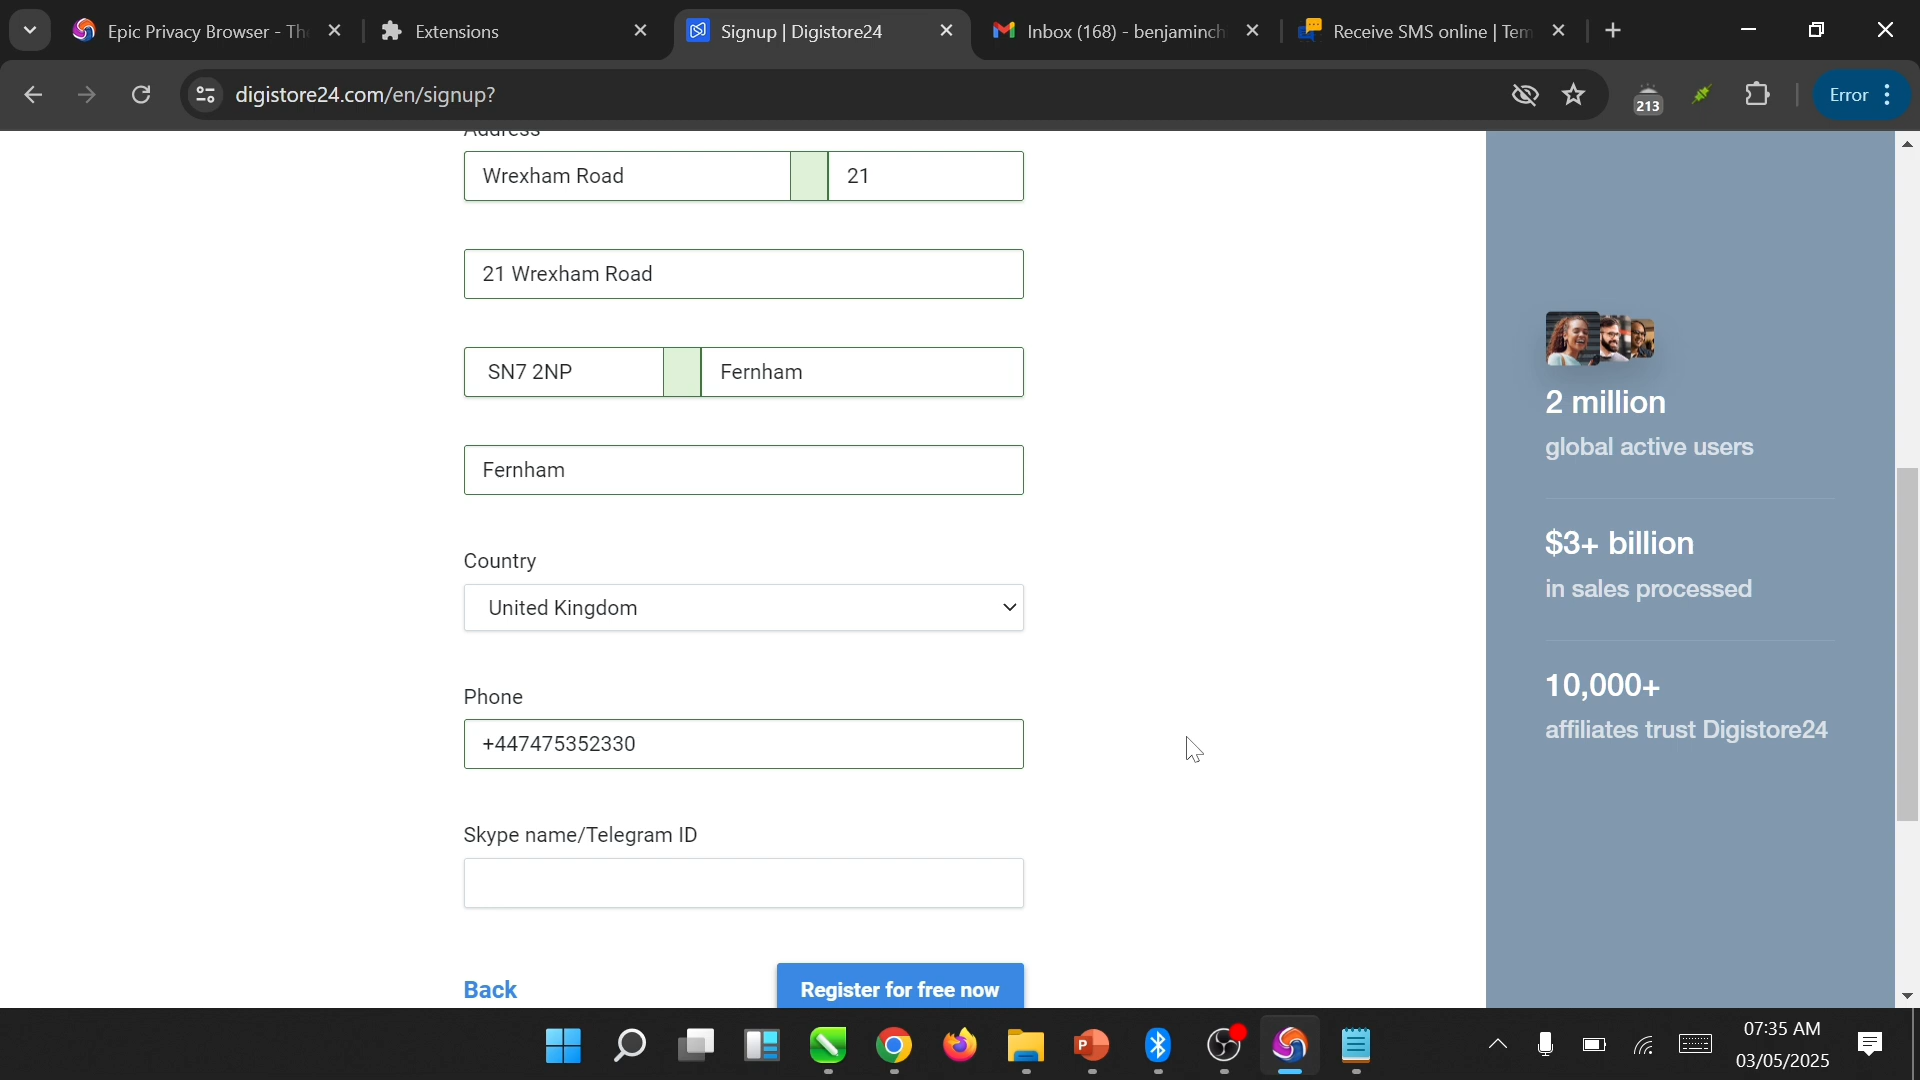 Epic Privacy Browser - Th
Extensions
Signup | Digistore24
Inbox (168) - benjaminch
Receive SMS online | Tem
digistore24.com/en/signup?
213
Error
Address
Wrexham Road
21
21 Wrexham Road
SN7 2NP
Fernham
Fernham
Country
United Kingdom
Phone
+447475352330
Skype name/Telegram ID
Back
Register for free now
2 million
global active users
$3+ billion
in sales processed
10,000+
affiliates trust Digistore24
07:35 AM
03/05/2025